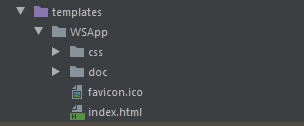 templates
WSApp
css
doc
favicon.ico
index.html